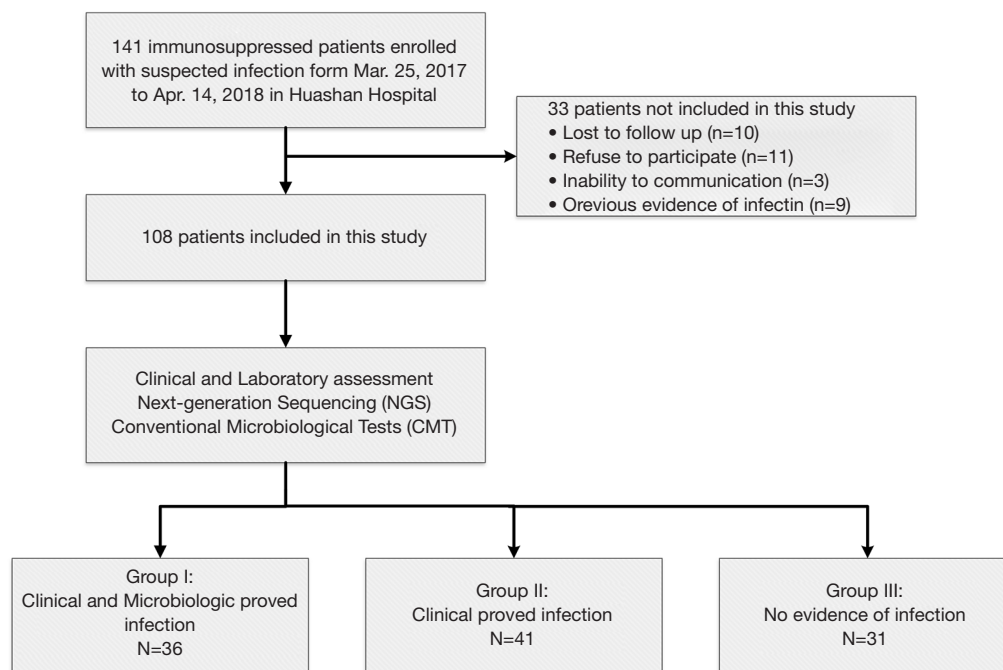 141 immunosuppressed patients enrolled
with suspected infection form Mar. 25, 2017
to Apr. 14, 2018 in Huashan Hospital
33 patients not included in this study
• Lost to follow up (n=10)
• Refuse to participate (n=11)
• Inability to communication (n=3)
• Orevious evidence of infectin (n=9)
108 patients included in this study
Clinical and Laboratory assessment
Next-generation Sequencing (NGS)
Conventional Microbiological Tests (CMT)
Group I:
Clinical and Microbiologic proved
infection
N=36
Group II:
Clinical proved infection
N=41
Group III:
No evidence of infection
N=31